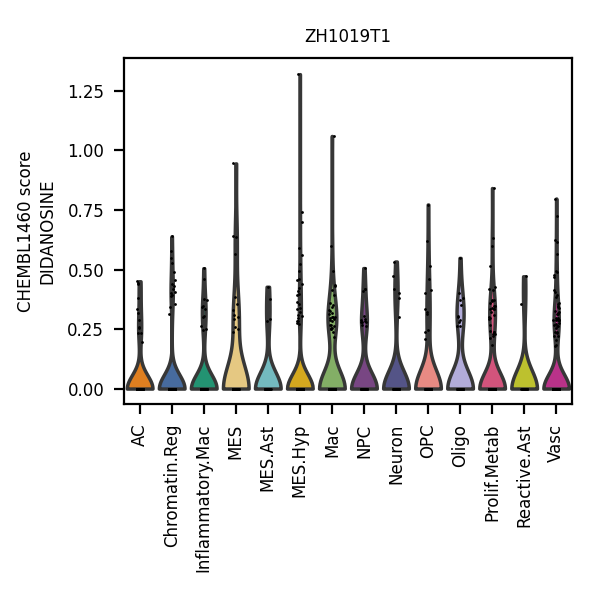 ZH1019T1
CHEMBL1460 score
DIDANOSINE
1.25
1.00
0.75
0.50
0.25
0.00
AC
Chromatin.Reg
Inflammatory.Mac
MES
MES.Ast
MES.Hyp
Mac
NPC
Neuron
OPC
Oligo
Prolif.Metab
Reactive.Ast
Vasc